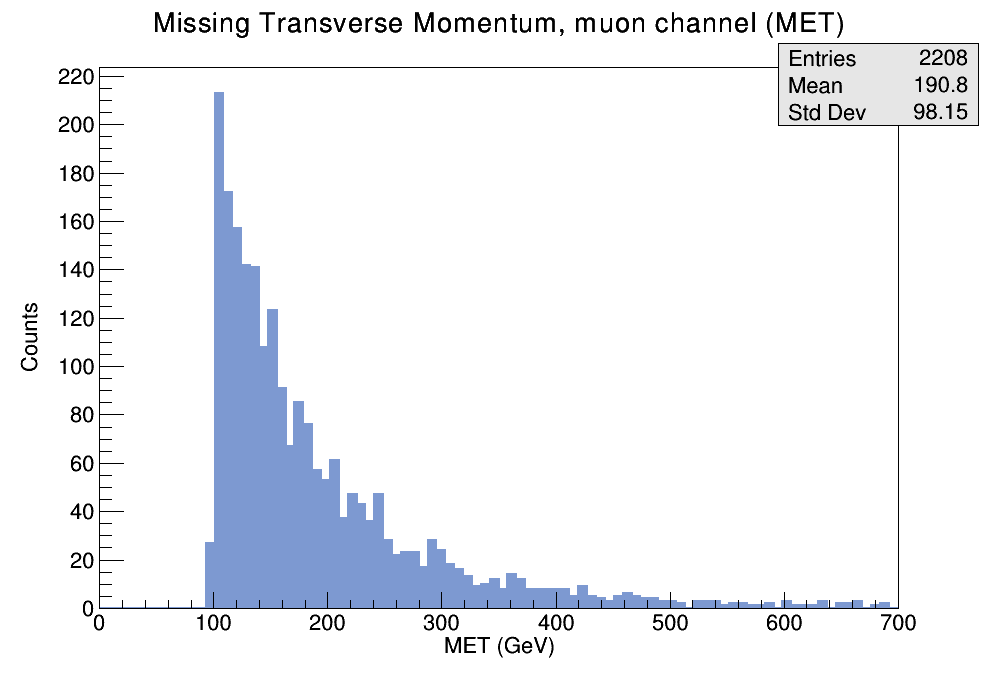 Missing Transverse Momentum, muon channel (MET)
Entries 2208
Mean 190.8
Std Dev 98.15
220
200
180
160
140
120
100
80
60
40
20
0
Counts
0 100 200 300 400 500 600 700
MET (GeV)